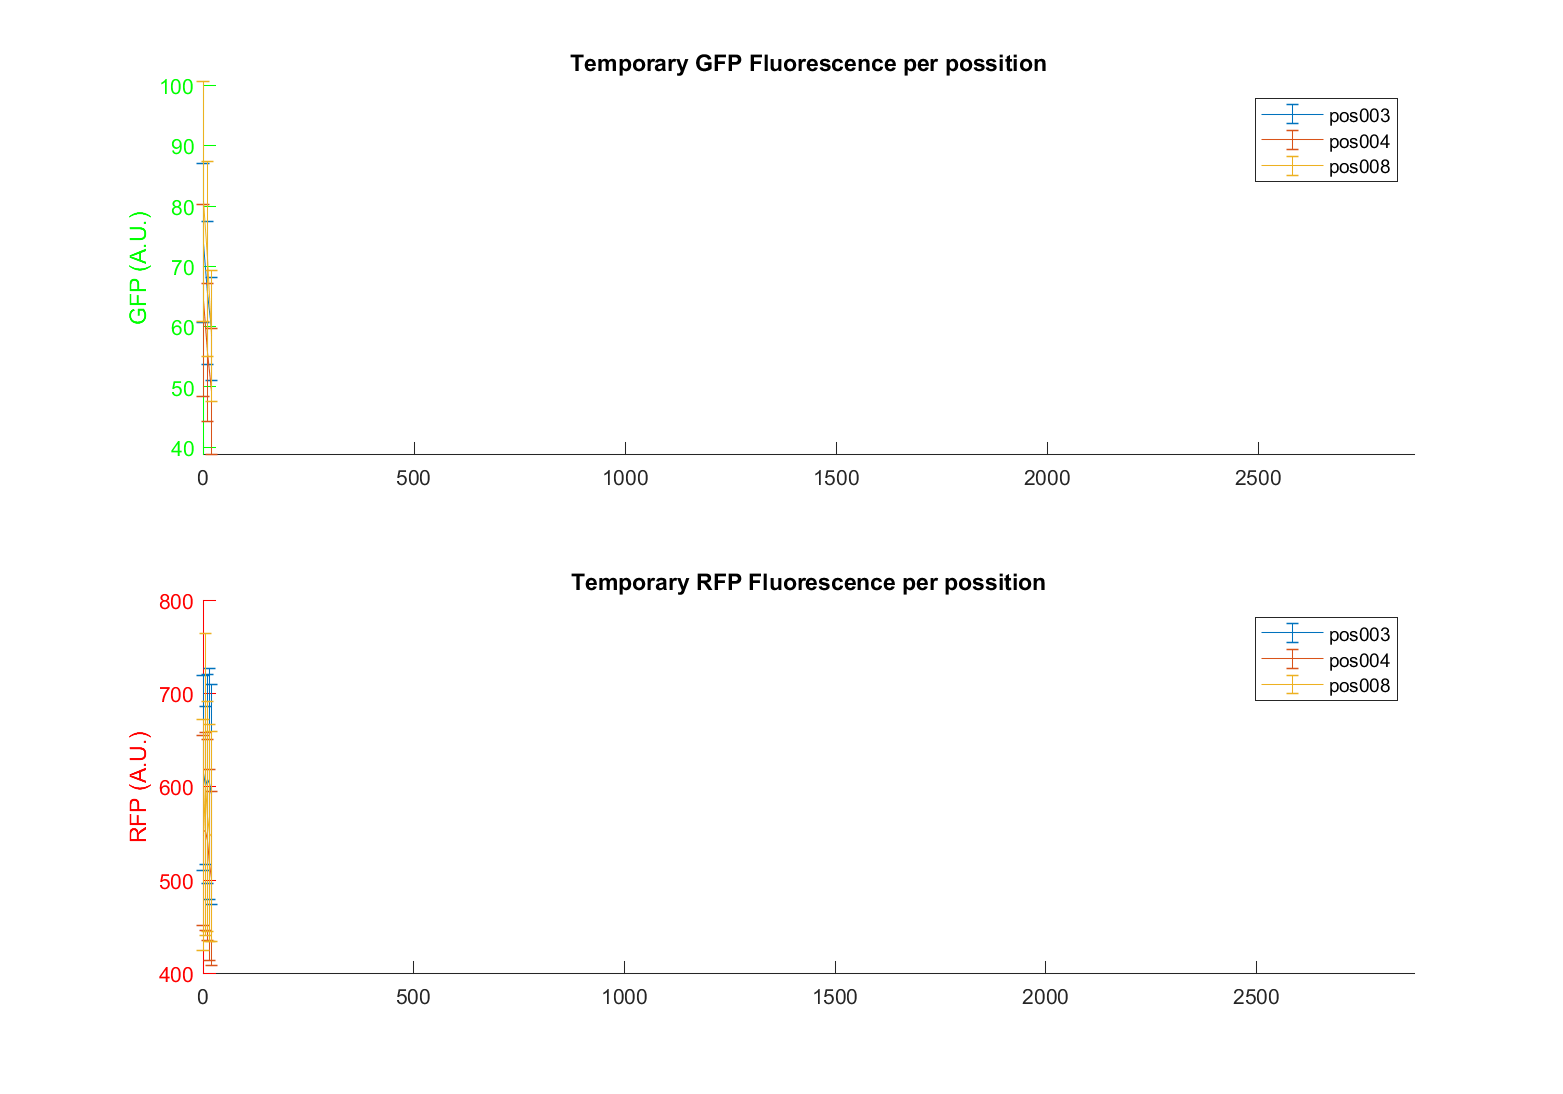 Temporary GFP Fluorescence per possition
GFP (A.U.)
100
90
80
70
60
50
40
0 500 1000 1500 2000 2500
pos003
pos004
pos008
Temporary RFP Fluorescence per possition
RFP (A.U.)
800
700
600
500
400
0 500 1000 1500 2000 2500
pos003
pos004
pos008